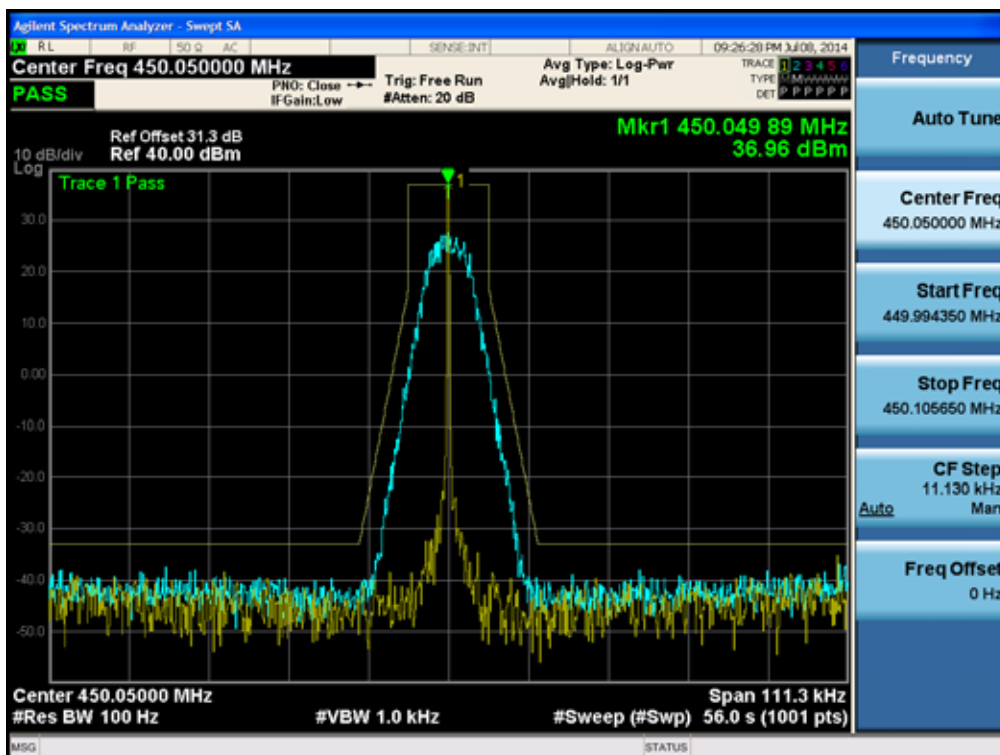 Agilent Spectrum Analyzer - Swept SA
LXI RL RF 50 Ω AC SENSE:INT ALIGN AUTO 09:26:28 PM Jul 08, 2014
Center Freq 450.050000 MHz
PASS
PNO: Close
IFGain:Low
Trig: Free Run
#Atten: 20 dB
Avg Type: Log-Pwr
Avg|Hold: 1/1
TRACE 1 2 3 4 5 6
TYPE
DET P P P P P P
Frequency
Mkr1 450.049 89 MHz
36.96 dBm
Ref Offset 31.3 dB
10 dB/div Ref 40.00 dBm
Log
Trace 1 Pass
1
30.0
20.0
10.0
0.00
-10.0
-20.0
-30.0
-40.0
-50.0
Center 450.05000 MHz Span 111.3 kHz
#Res BW 100 Hz #VBW 1.0 kHz #Sweep (#Swp) 56.0 s (1001 pts)
MSG STATUS
Auto Tune
Center Freq
450.050000 MHz
Start Freq
449.994350 MHz
Stop Freq
450.105650 MHz
CF Step
11.130 kHz
Auto Man
Freq Offset
0 Hz